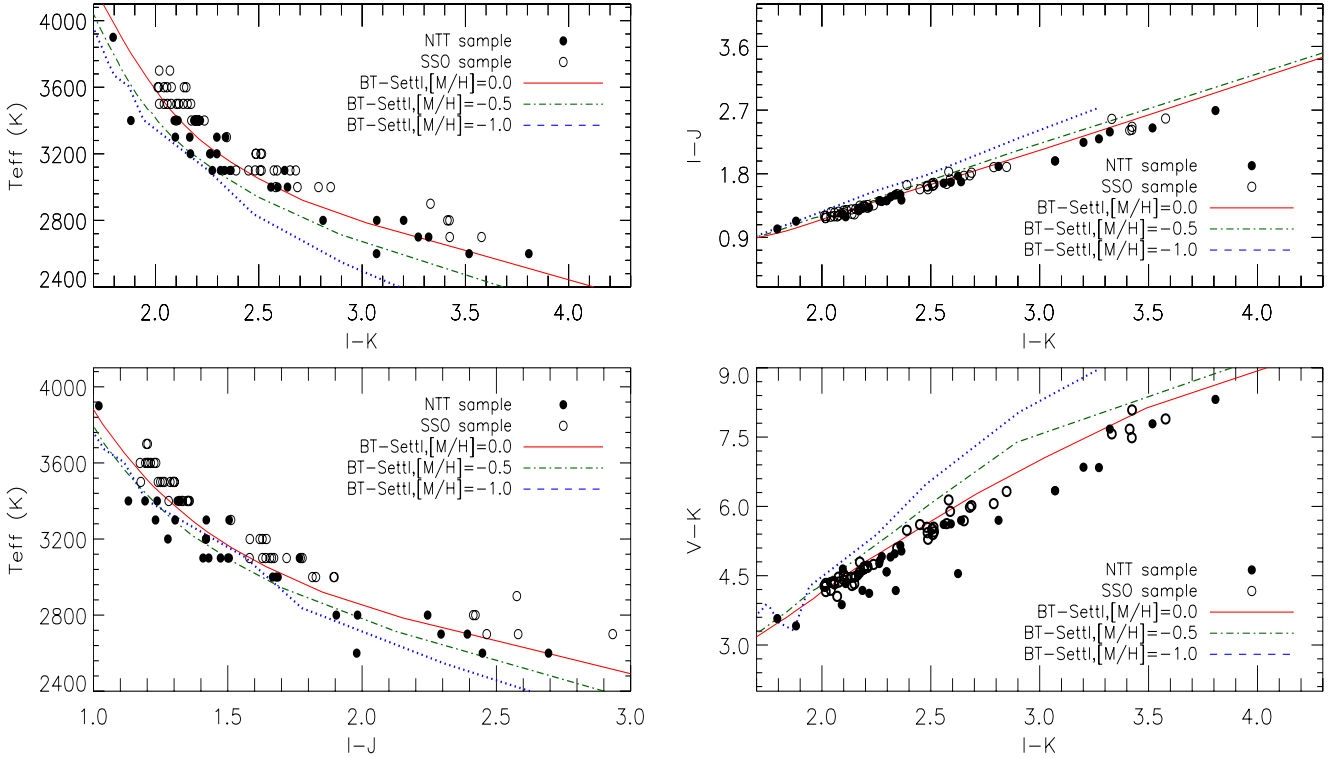 4000
3600
3200
2800
2400
Teff (K)
NTT sample
SSO sample
BT-Settl,[M/H]=0.0
BT-Settl,[M/H]=-0.5
BT-Settl,[M/H]=-1.0
2.0 2.5 3.0 3.5 4.0
I-K
3.6
2.7
1.8
0.9
I-J
NTT sample
SSO sample
BT-Settl,[M/H]=0.0
BT-Settl,[M/H]=-0.5
BT-Settl,[M/H]=-1.0
2.0 2.5 3.0 3.5 4.0
I-K
4000
3600
3200
2800
2400
Teff (K)
NTT sample
SSO sample
BT-Settl,[M/H]=0.0
BT-Settl,[M/H]=-0.5
BT-Settl,[M/H]=-1.0
1.0 1.5 2.0 2.5 3.0
I-J
9.0
7.5
6.0
4.5
3.0
V-K
NTT sample
SSO sample
BT-Settl,[M/H]=0.0
BT-Settl,[M/H]=-0.5
BT-Settl,[M/H]=-1.0
2.0 2.5 3.0 3.5 4.0
I-K